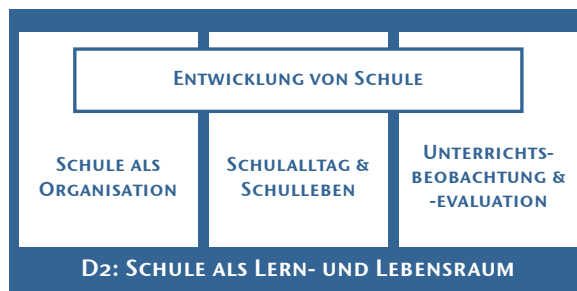 Entwicklung von Schule
Schule als
Organisation
Schulalltag &
Schulleben
Unterrichts-
beobachtung &
-evaluation
D2: Schule als Lern- und Lebensraum